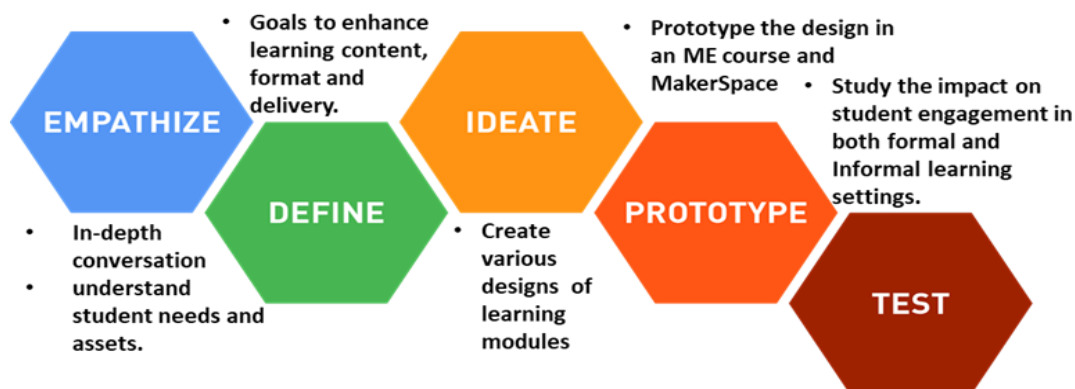 EMPATHIZE
• In-depth
conversation
• understand
student needs and
assets.
• Goals to enhance
learning content,
format and
delivery.
DEFINE
IDEATE
• Create
various
designs of
learning
modules
• Prototype the design in
an ME course and
MakerSpace
PROTOTYPE
• Study the impact on
student engagement in
both formal and
Informal learning
settings.
TEST